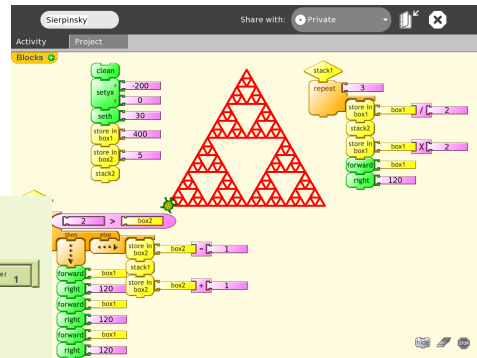 Sierpinsky
Share with:
Private
Activity
Project
Blocks
clean
setyx
x
-200
y
0
seth
30
store in
box1
400
store in
box2
5
stack2
stack1
repeat
3
store in
box1
box1
/
2
stack2
store in
box1
box1
X
2
forward
box1
right
120
2
>
box2
then
else
store in
box2
box2
-
1
stack1
store in
box2
box2
+
1
forward
box1
right
120
forward
box1
right
120
forward
box1
right
120
er
1
hide
STOP